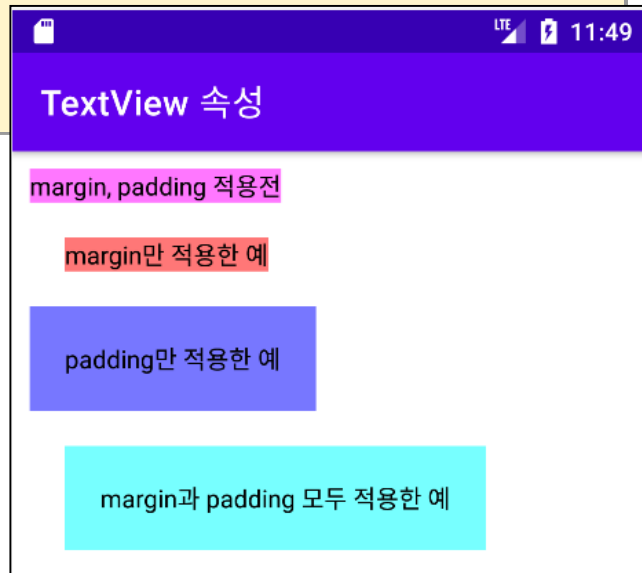 LTE 11:49
TextView 속성
margin, padding 적용전
margin만 적용한 예
padding만 적용한 예
margin과 padding 모두 적용한 예